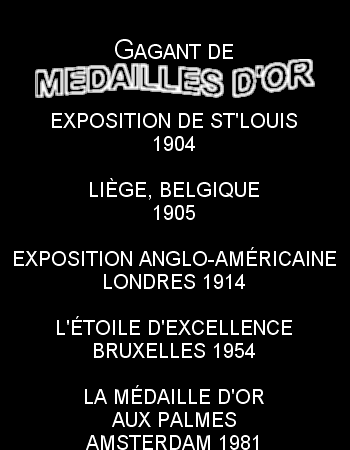 GAGANT DE
MEDAILLES D'OR
EXPOSITION DE ST'LOUIS
1904
LIÈGE, BELGIQUE
1905
EXPOSITION ANGLO-AMÉRICAINE
LONDRES 1914
L'ÉTOILE D'EXCELLENCE
BRUXELLES 1954
LA MÉDAILLE D'OR
AUX PALMES
AMSTERDAM 1981